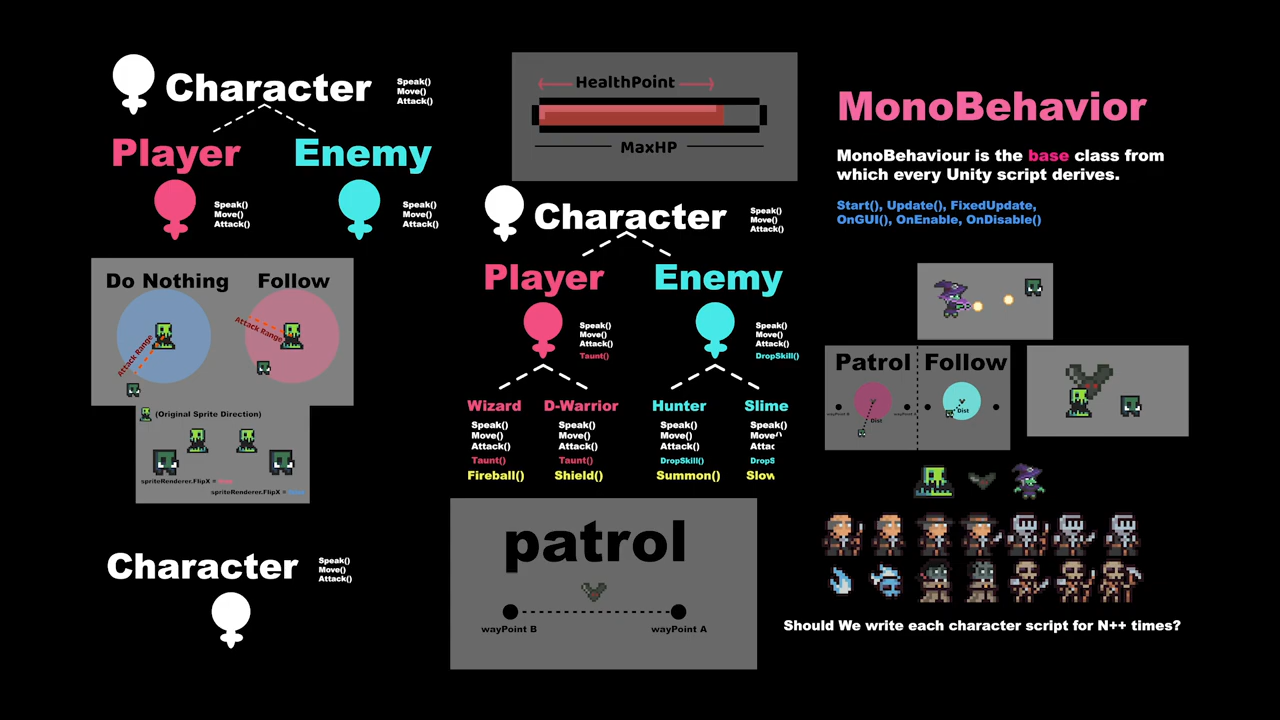 Character
Speak()
Move()
Attack()
Player
Enemy
Speak()
Move()
Attack()
Speak()
Move()
Attack()
Do Nothing
Follow
Attack Range
Attack Range
(Original Sprite Direction)
spriteRenderer.FlipX =
spriteRenderer.FlipX =
Character
Speak()
Move()
Attack()
HealthPoint
MaxHP
Character
Speak()
Move()
Attack()
Player
Enemy
Speak()
Move()
Attack()
Taunt()
Speak()
Move()
Attack()
DropSkill()
Wizard
D-Warrior
Hunter
Slime
Speak()
Move()
Attack()
Taunt()
Fireball()
Speak()
Move()
Attack()
Taunt()
Shield()
Speak()
Move()
Attack()
DropSkill()
Summon()
Speak()
Move
Attac
DropS
Slow
patrol
wayPoint B
wayPoint A
MonoBehavior
MonoBehaviour is the base class from
which every Unity script derives.
Start(), Update(), FixedUpdate,
OnGUI(), OnEnable, OnDisable()
Patrol
Follow
wayPoint B
wayPoint A
Dist
Dist
Should We write each character script for N++ times?